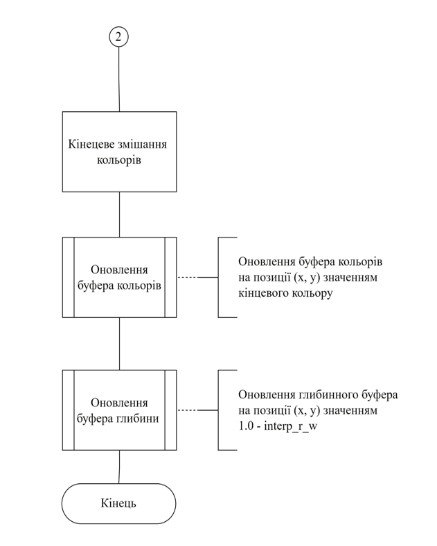 2
Кінецеве змішання
кольорів
Оновлення
буфера кольорів
Оновлення буфера кольорів
на позиції (x, y) значенням
кінцевого кольору
Оновлення
буфера глибини
Оновлення глибинного буфера
на позиції (x, y) значенням
1.0 - interp_r_w
Кінець